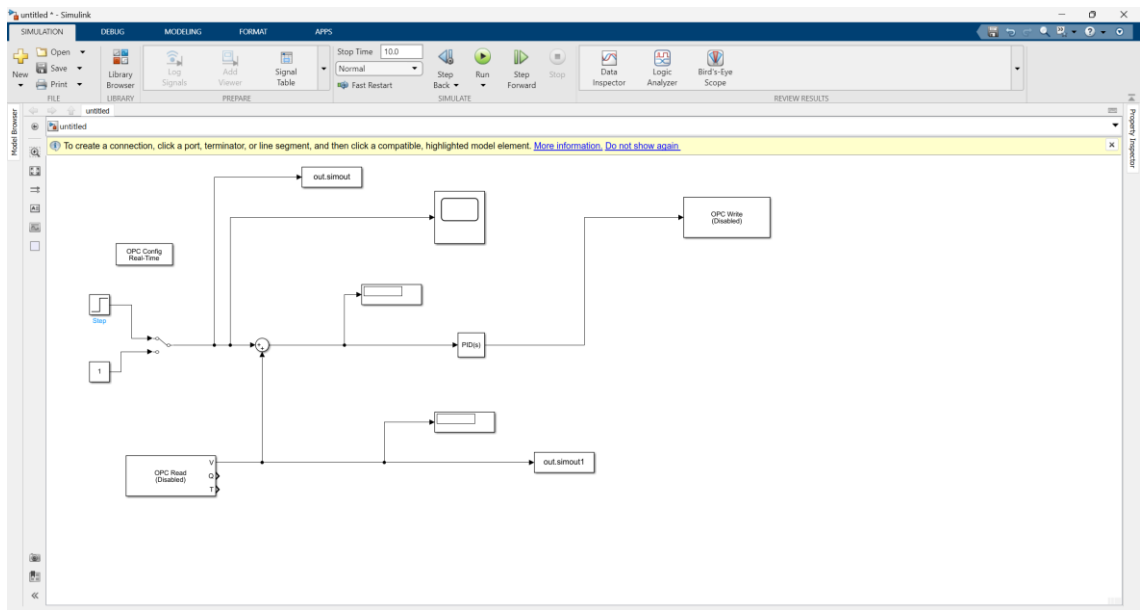 untitled * - Simulink
SIMULATION DEBUG MODELING FORMAT APPS
New
Open
Save
Print
FILE
Library
Browser
LIBRARY
Log
Signals
Add
Viewer
Signal
Table
PREPARE
Stop Time 10.0
Normal
Fast Restart
Step
Back
Run
Step
Forward
Stop
SIMULATE
Data
Inspector
Logic
Analyzer
Bird's-Eye
Scope
REVIEW RESULTS
Model Browser
untitled
untitled
Property Inspector
To create a connection, click a port, terminator, or line segment, and then click a compatible, highlighted model element. More information. Do not show again.
out.simout
OPC Write
(Disabled)
OPC Config
Real-Time
Step
1
PID(s)
OPC Read
(Disabled)
V
Q
T
out.simout1